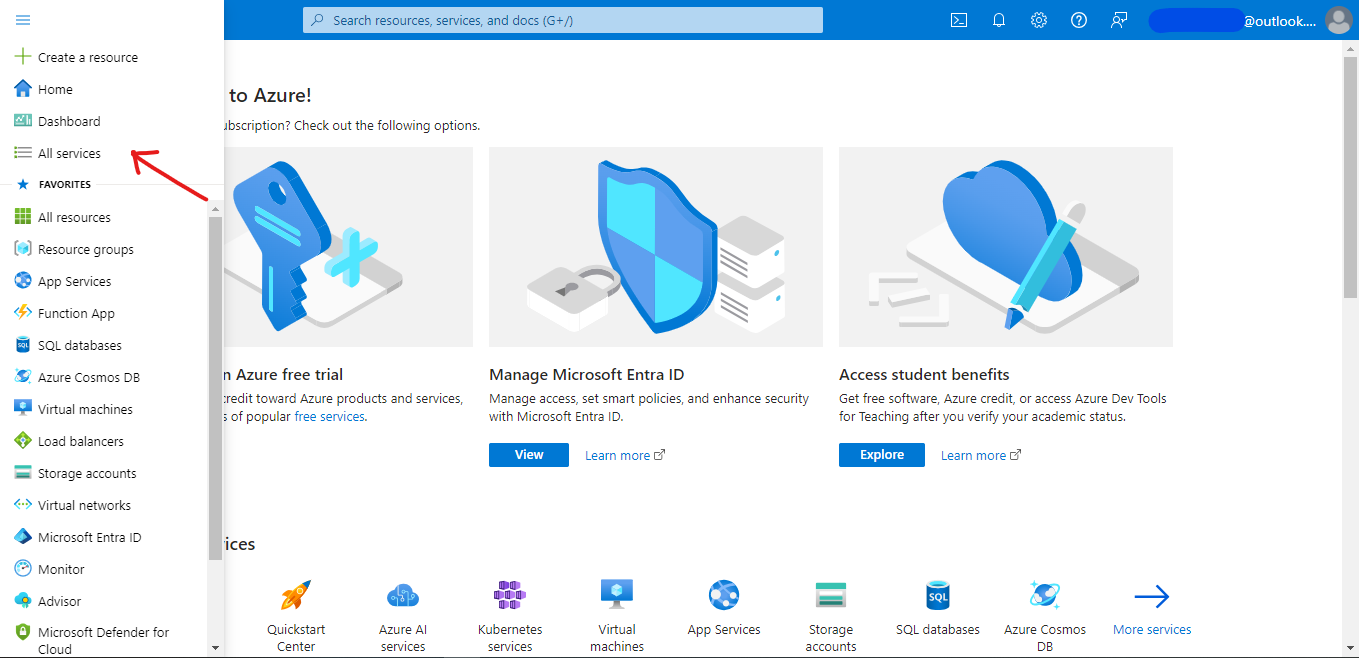 Search resources, services, and docs (G+/)
@outlook....
Create a resource
Home
Dashboard
All services
FAVORITES
All resources
Resource groups
App Services
Function App
SQL databases
Azure Cosmos DB
Virtual machines
Load balancers
Storage accounts
Virtual networks
Microsoft Entra ID
Monitor
Advisor
Microsoft Defender for
Cloud
to Azure!
ubscription? Check out the following options.
n Azure free trial
credit toward Azure products and services,
s of popular free services.
Manage Microsoft Entra ID
Manage access, set smart policies, and enhance security
with Microsoft Entra ID.
View
Learn more
Access student benefits
Get free software, Azure credit, or access Azure Dev Tools
for Teaching after you verify your academic status.
Explore
Learn more
ices
Quickstart
Center
Azure AI
services
Kubernetes
services
Virtual
machines
App Services
Storage
accounts
SQL
SQL databases
Azure Cosmos
DB
More services